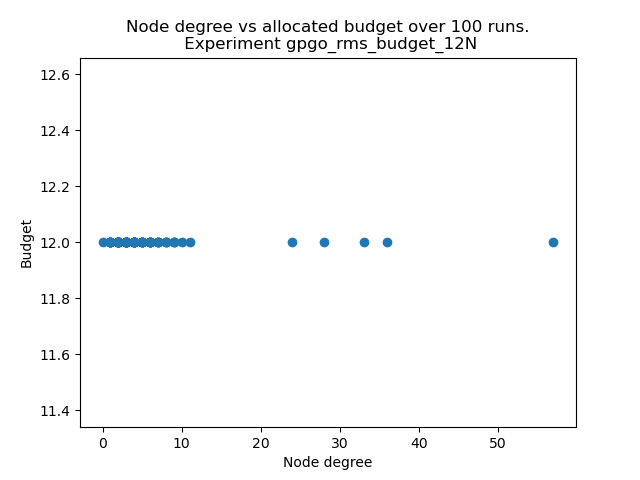 Node degree vs allocated budget over 100 runs.
Experiment gpgo_rms_budget_12N
12.6
12.4
12.2
12.0
11.8
11.6
11.4
Budget
0 10 20 30 40 50
Node degree